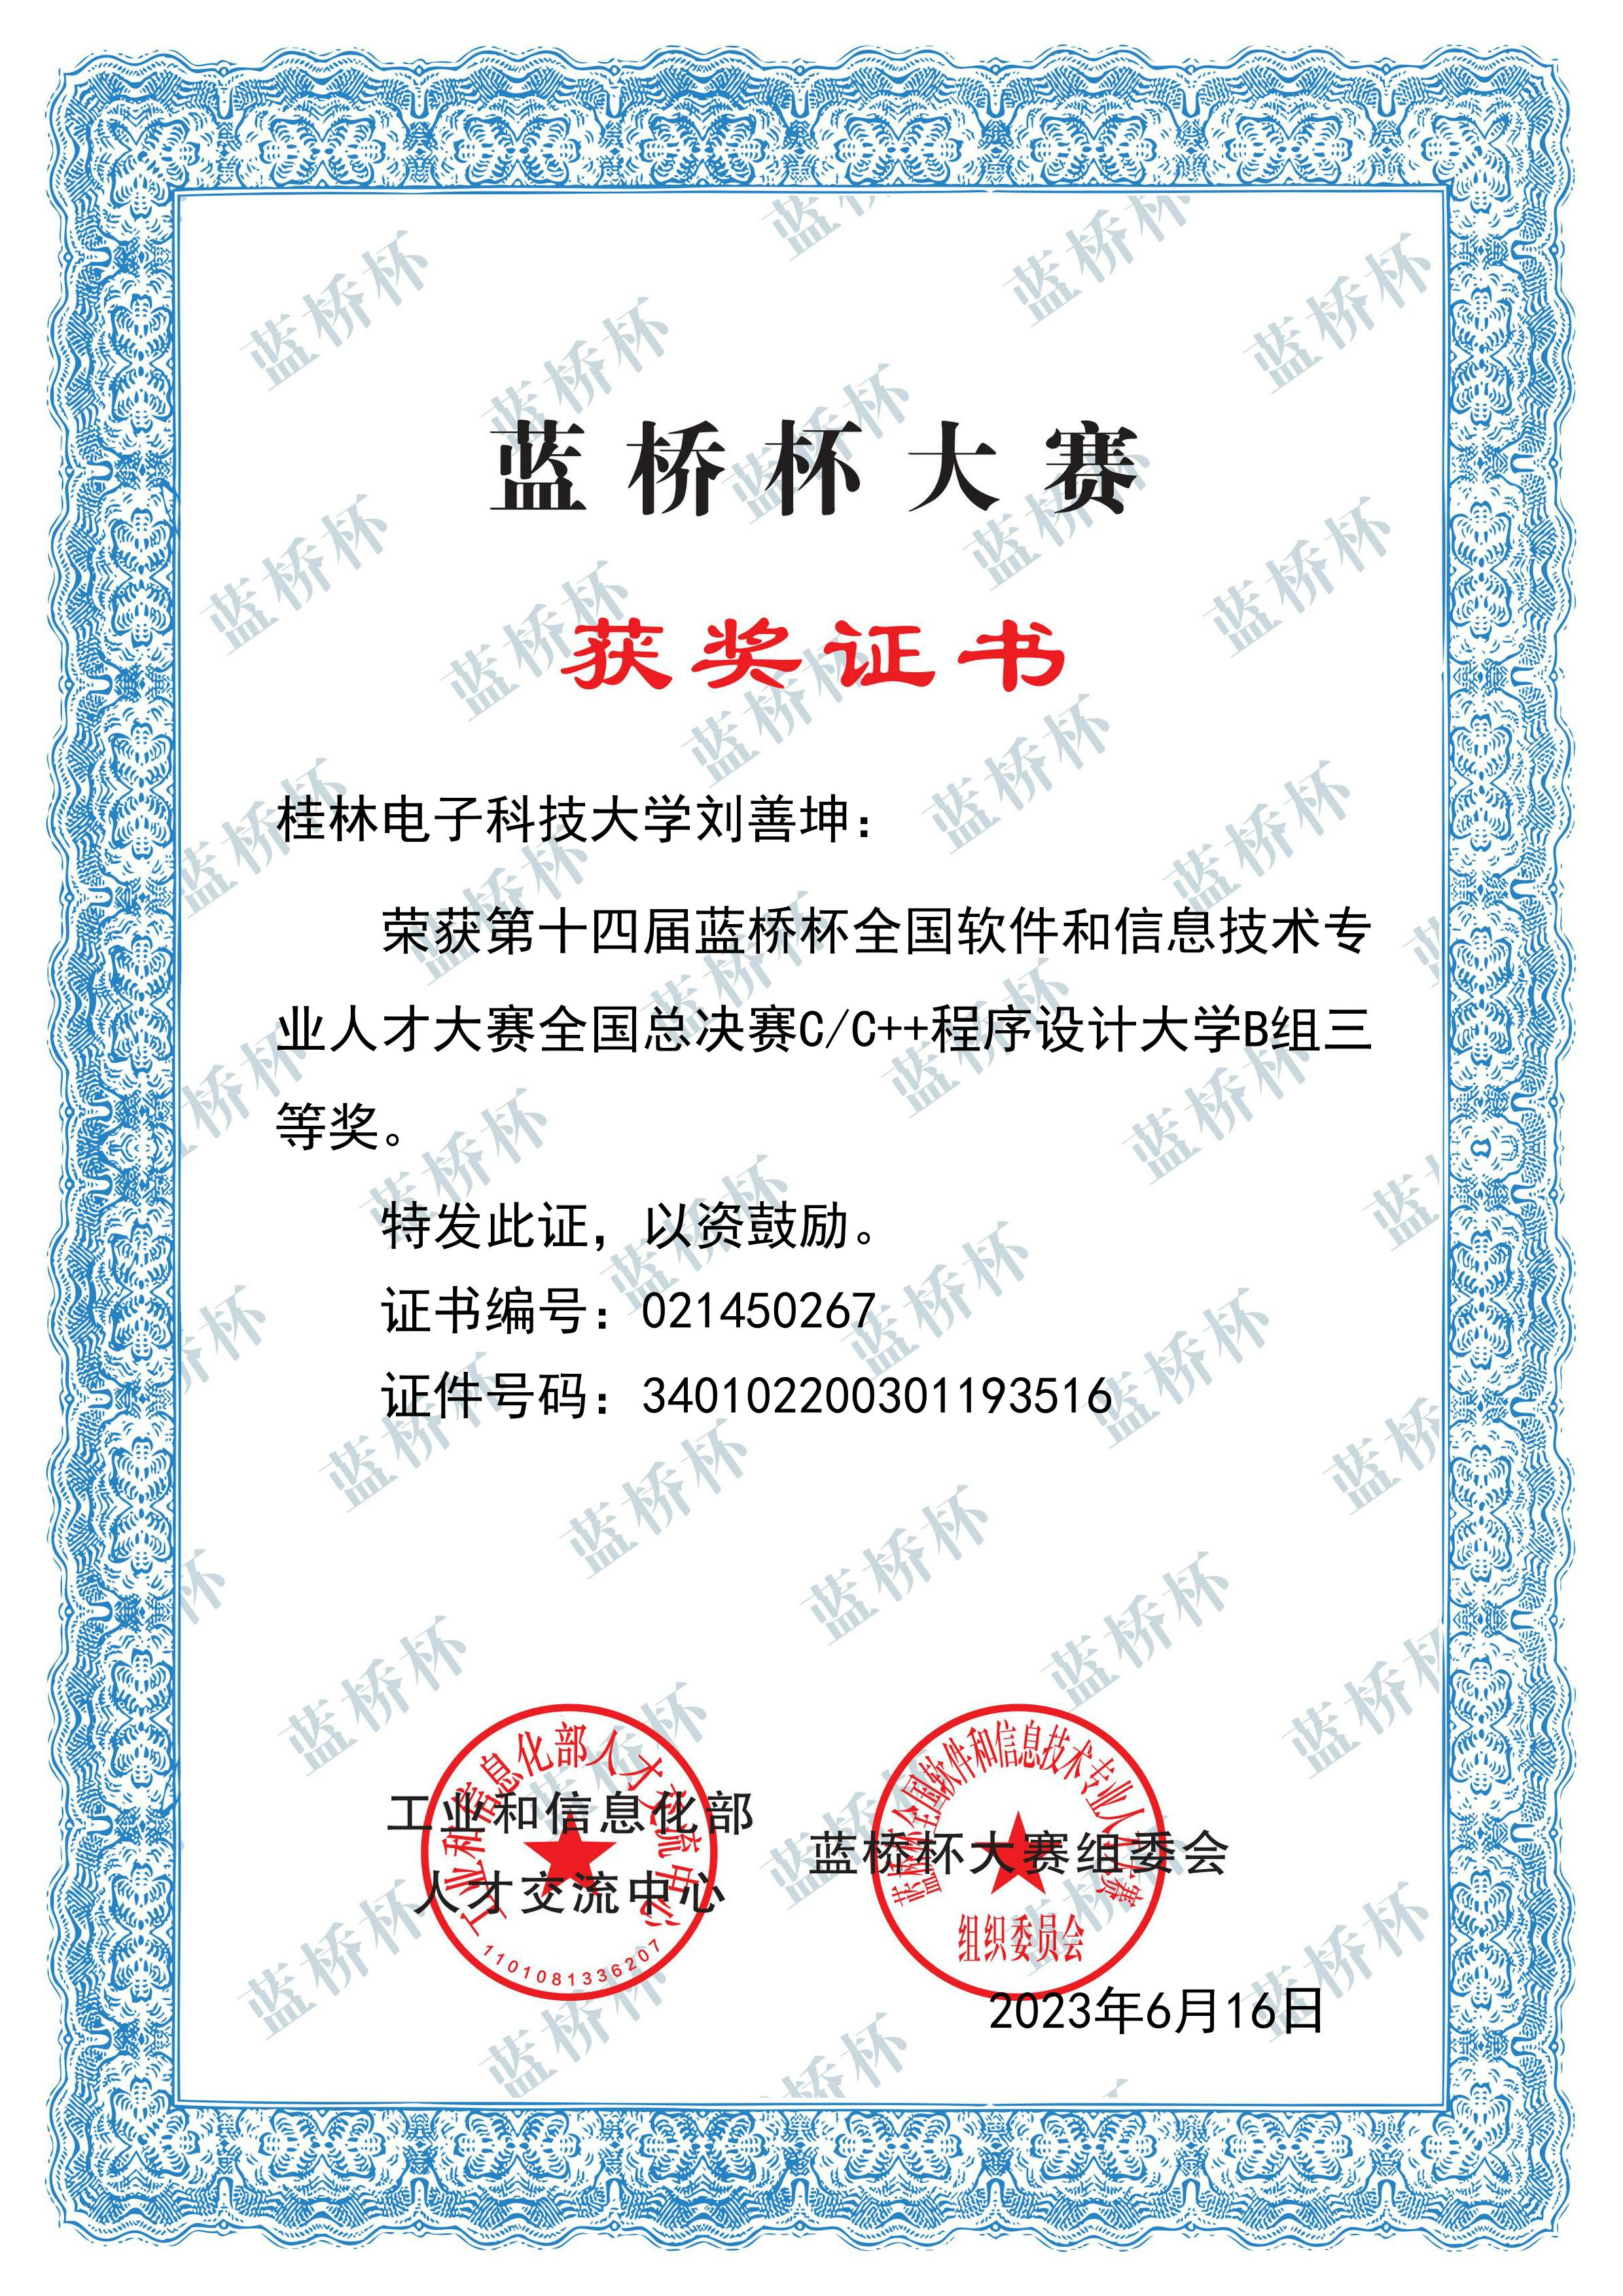 蓝桥杯大赛
获奖证书
桂林电子科技大学刘善坤：
荣获第十四届蓝桥杯全国软件和信息技术专
业人才大赛全国总决赛C/C++程序设计大学B组三
等奖。
特发此证，以资鼓励。
证书编号：021450267
证件号码：340102200301193516
工业和信息化部
人才交流中心
工业和信息化部人才交流中心
1101081336207
蓝桥杯大赛组委会
蓝桥杯全国软件和信息技术专业人才大赛
组织委员会
2023年6月16日
蓝桥杯